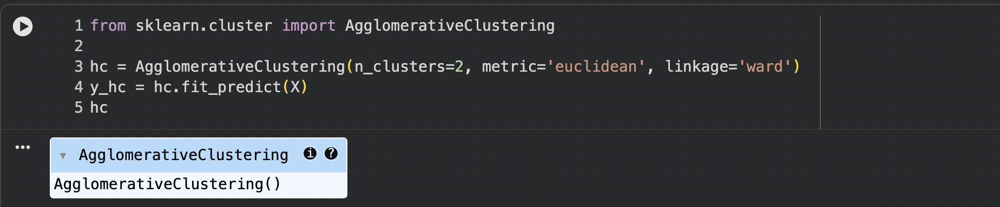 1 from sklearn.cluster import AgglomerativeClustering
2
3 hc = AgglomerativeClustering(n_clusters=2, metric='euclidean', linkage='ward')
4 y_hc = hc.fit_predict(X)
5 hc
▼ AgglomerativeClustering i ?
AgglomerativeClustering()